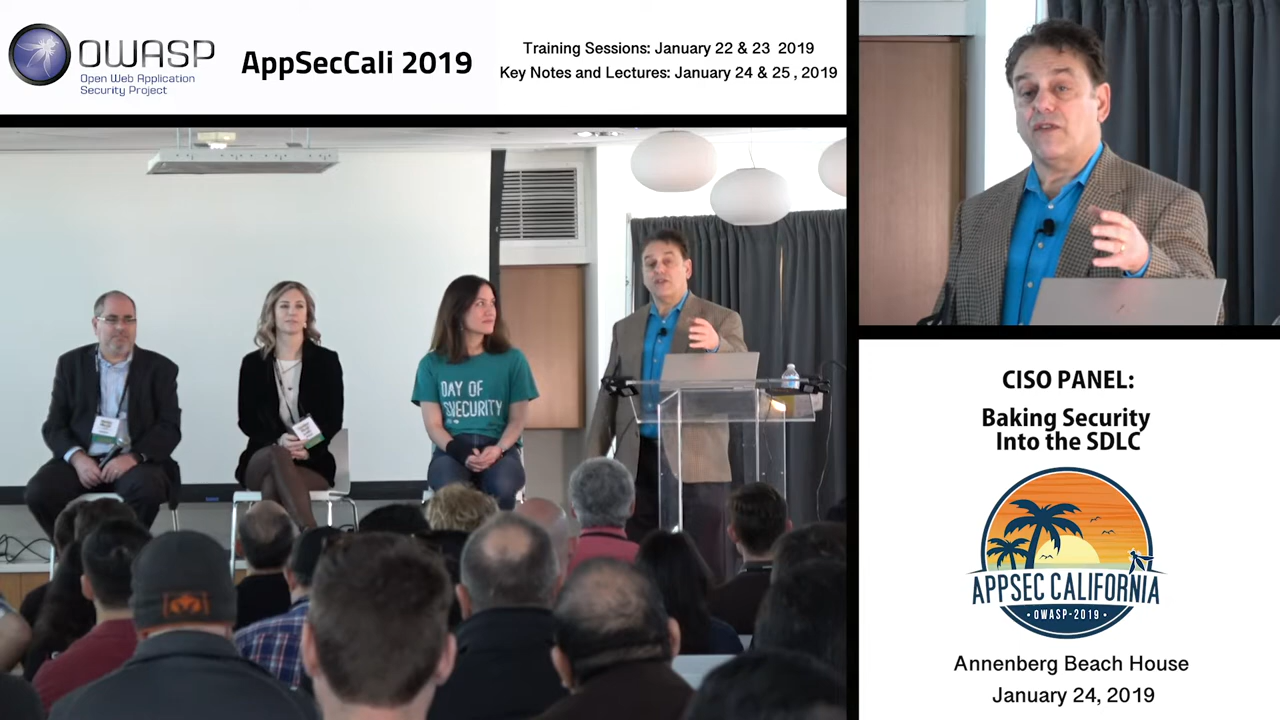 OWASP
Open Web Application
Security Project
AppSecCali 2019
Training Sessions: January 22 & 23 2019
Key Notes and Lectures: January 24 & 25, 2019
DAY OF
SHECURITY
CISO PANEL:
Baking Security
Into the SDLC
APPSEC CALIFORNIA
• OWASP-2019 •
Annenberg Beach House
January 24, 2019